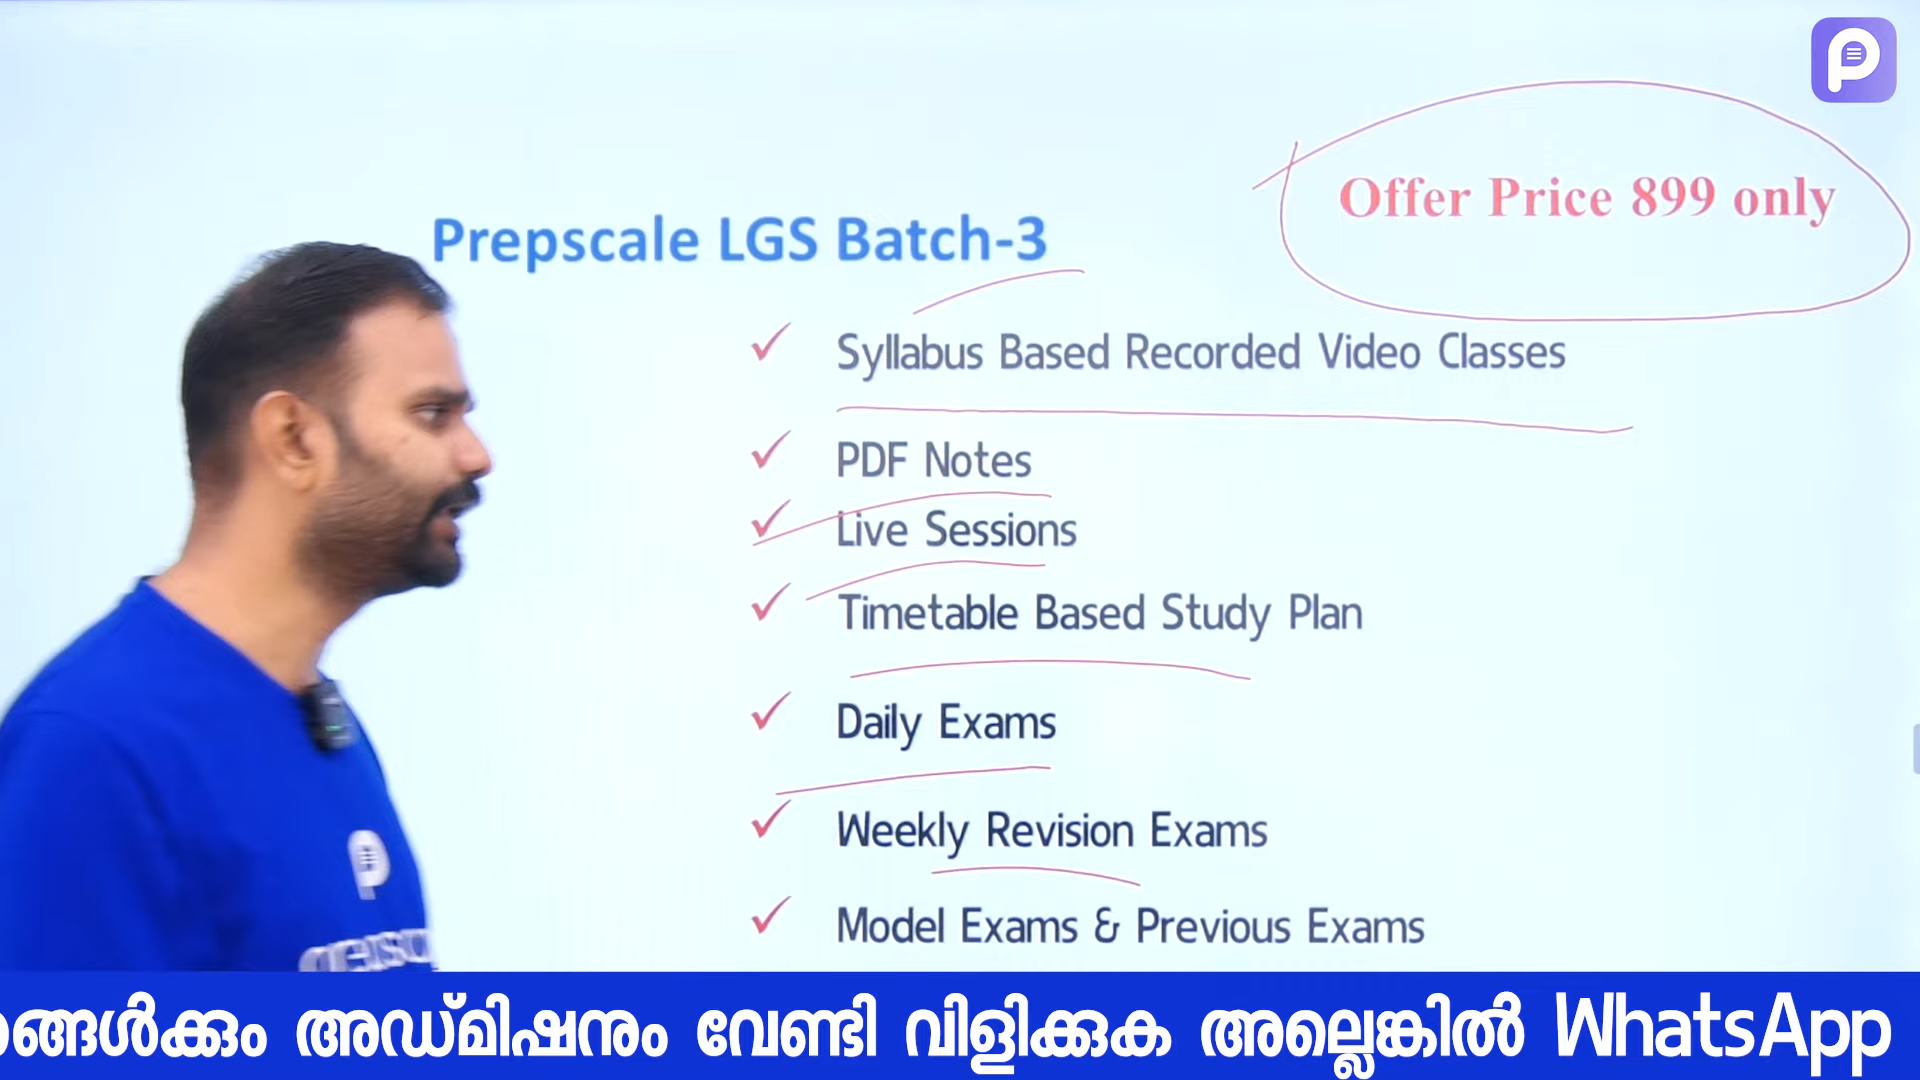 Offer Price 899 only
Prepscale LGS Batch-3
Syllabus Based Recorded Video Classes
PDF Notes
Live Sessions
Timetable Based Study Plan
Daily Exams
Weekly Revision Exams
Model Exams & Previous Exams
അഡ്മിഷനും വേണ്ടി വിളിക്കുക അല്ലെങ്കിൽ WhatsApp